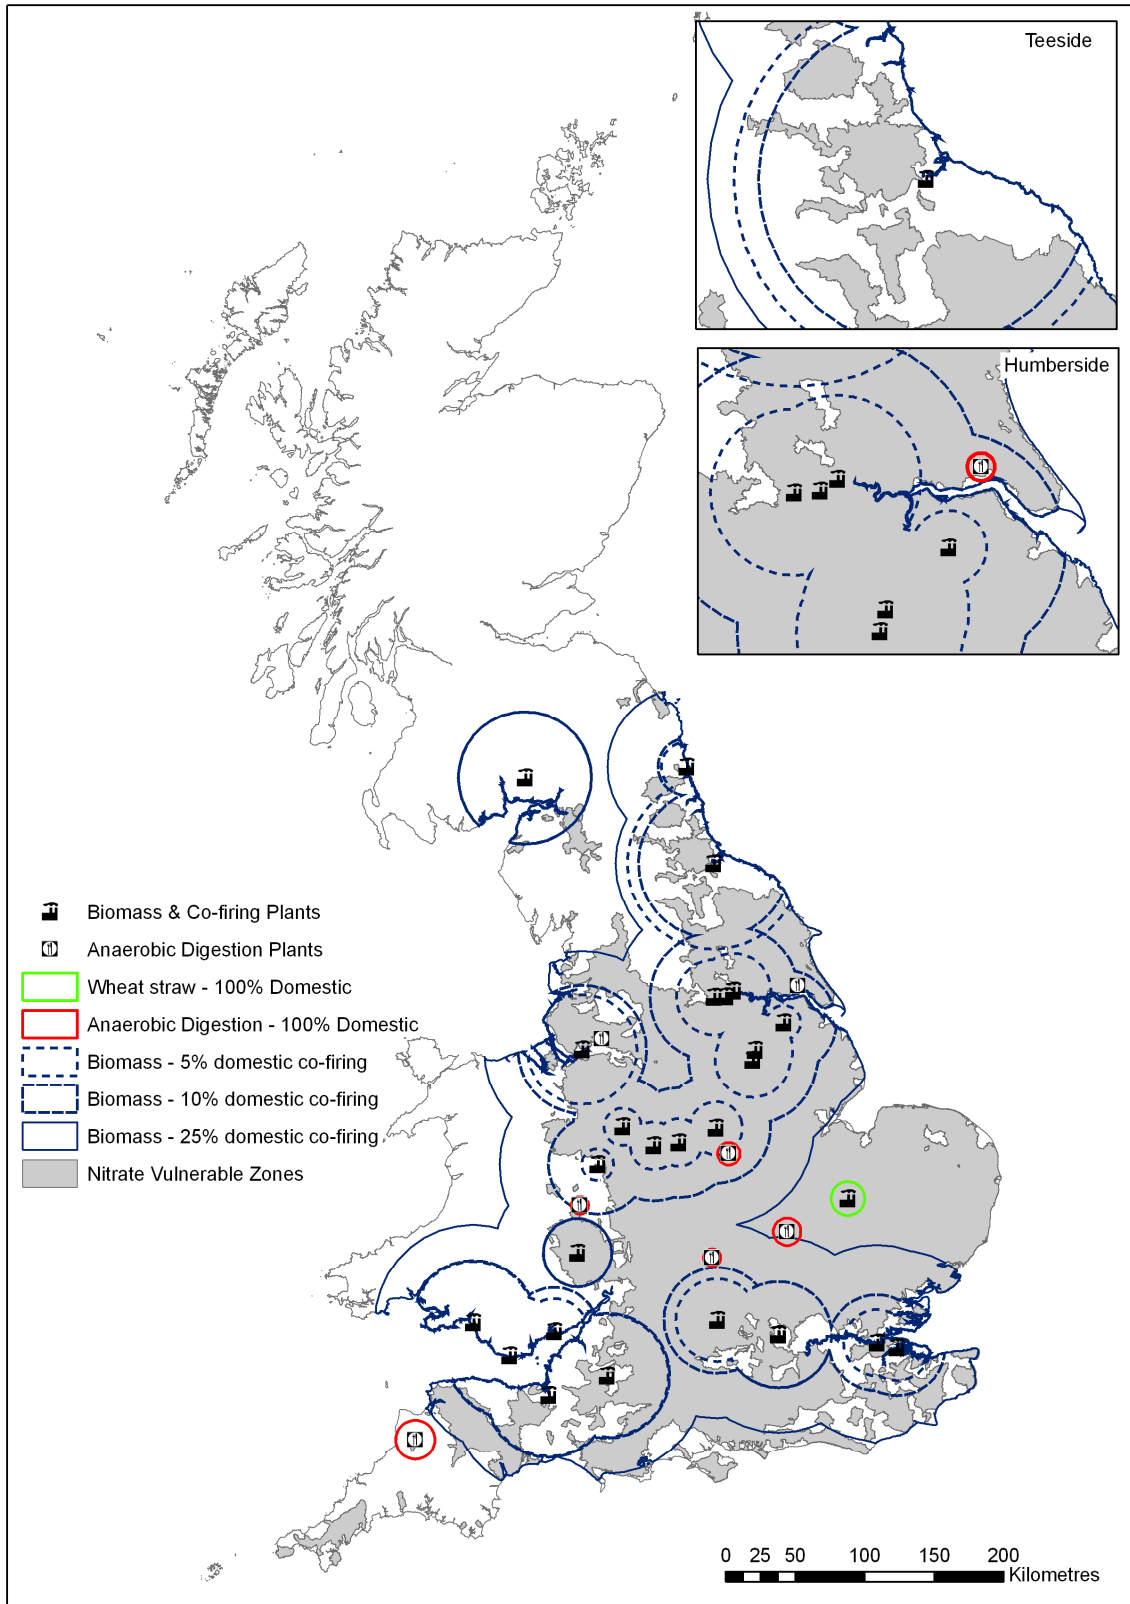 Teeside
Humberside
Biomass & Co-firing Plants
Anaerobic Digestion Plants
Wheat straw - 100% Domestic
Anaerobic Digestion - 100% Domestic
Biomass - 5% domestic co-firing
Biomass - 10% domestic co-firing
Biomass - 25% domestic co-firing
Nitrate Vulnerable Zones
0 25 50 100 150 200
Kilometres